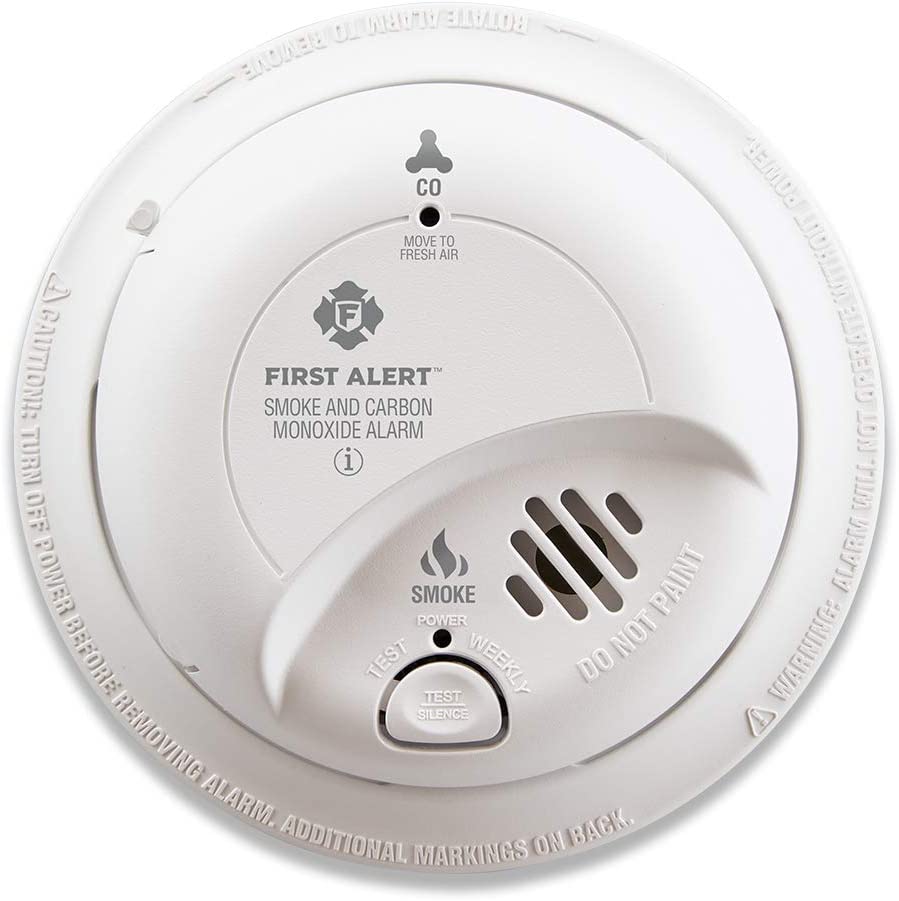 ROTATE ALARM TO REMOVE
CO
MOVE TO
FRESH AIR
F
FIRST ALERT™
SMOKE AND CARBON
MONOXIDE ALARM
i
SMOKE
POWER
TEST WEEKLY
TEST
SILENCE
DO NOT PAINT
⚠ CAUTION!: TURN OFF POWER BEFORE REMOVING ALARM. ADDITIONAL MARKINGS ON BACK.
⚠ WARNING: ALARM WILL NOT OPERATE WITHOUT POWER.